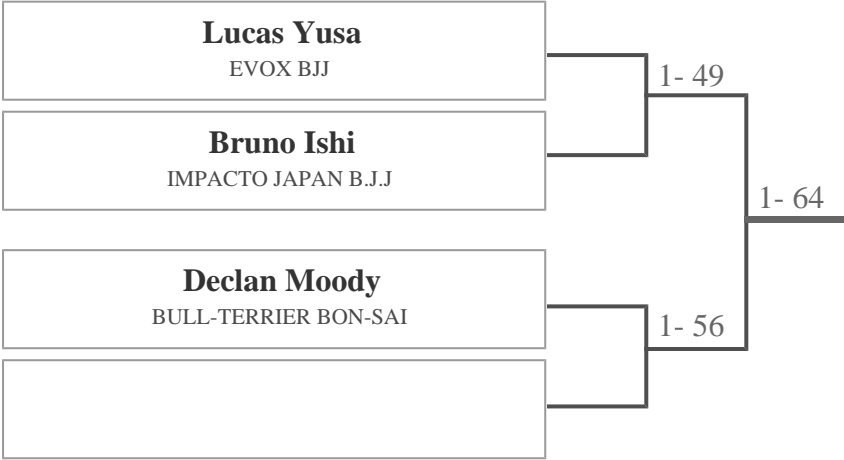 Lucas Yusa
EVOX BJJ
1- 49
Bruno Ishi
IMPACTO JAPAN B.J.J
1- 64
Declan Moody
BULL-TERRIER BON-SAI
1- 56